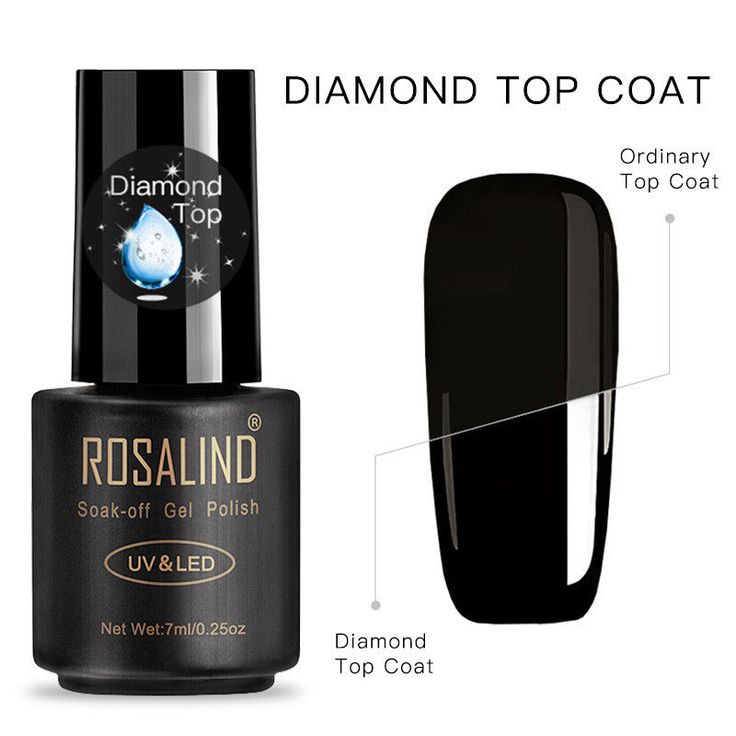 DIAMOND TOP COAT
Diamond
Top
ROSALIND®
Soak-off Gel Polish
UV & LED
Net Wet:7ml/0.25oz
Ordinary
Top Coat
Diamond
Top Coat